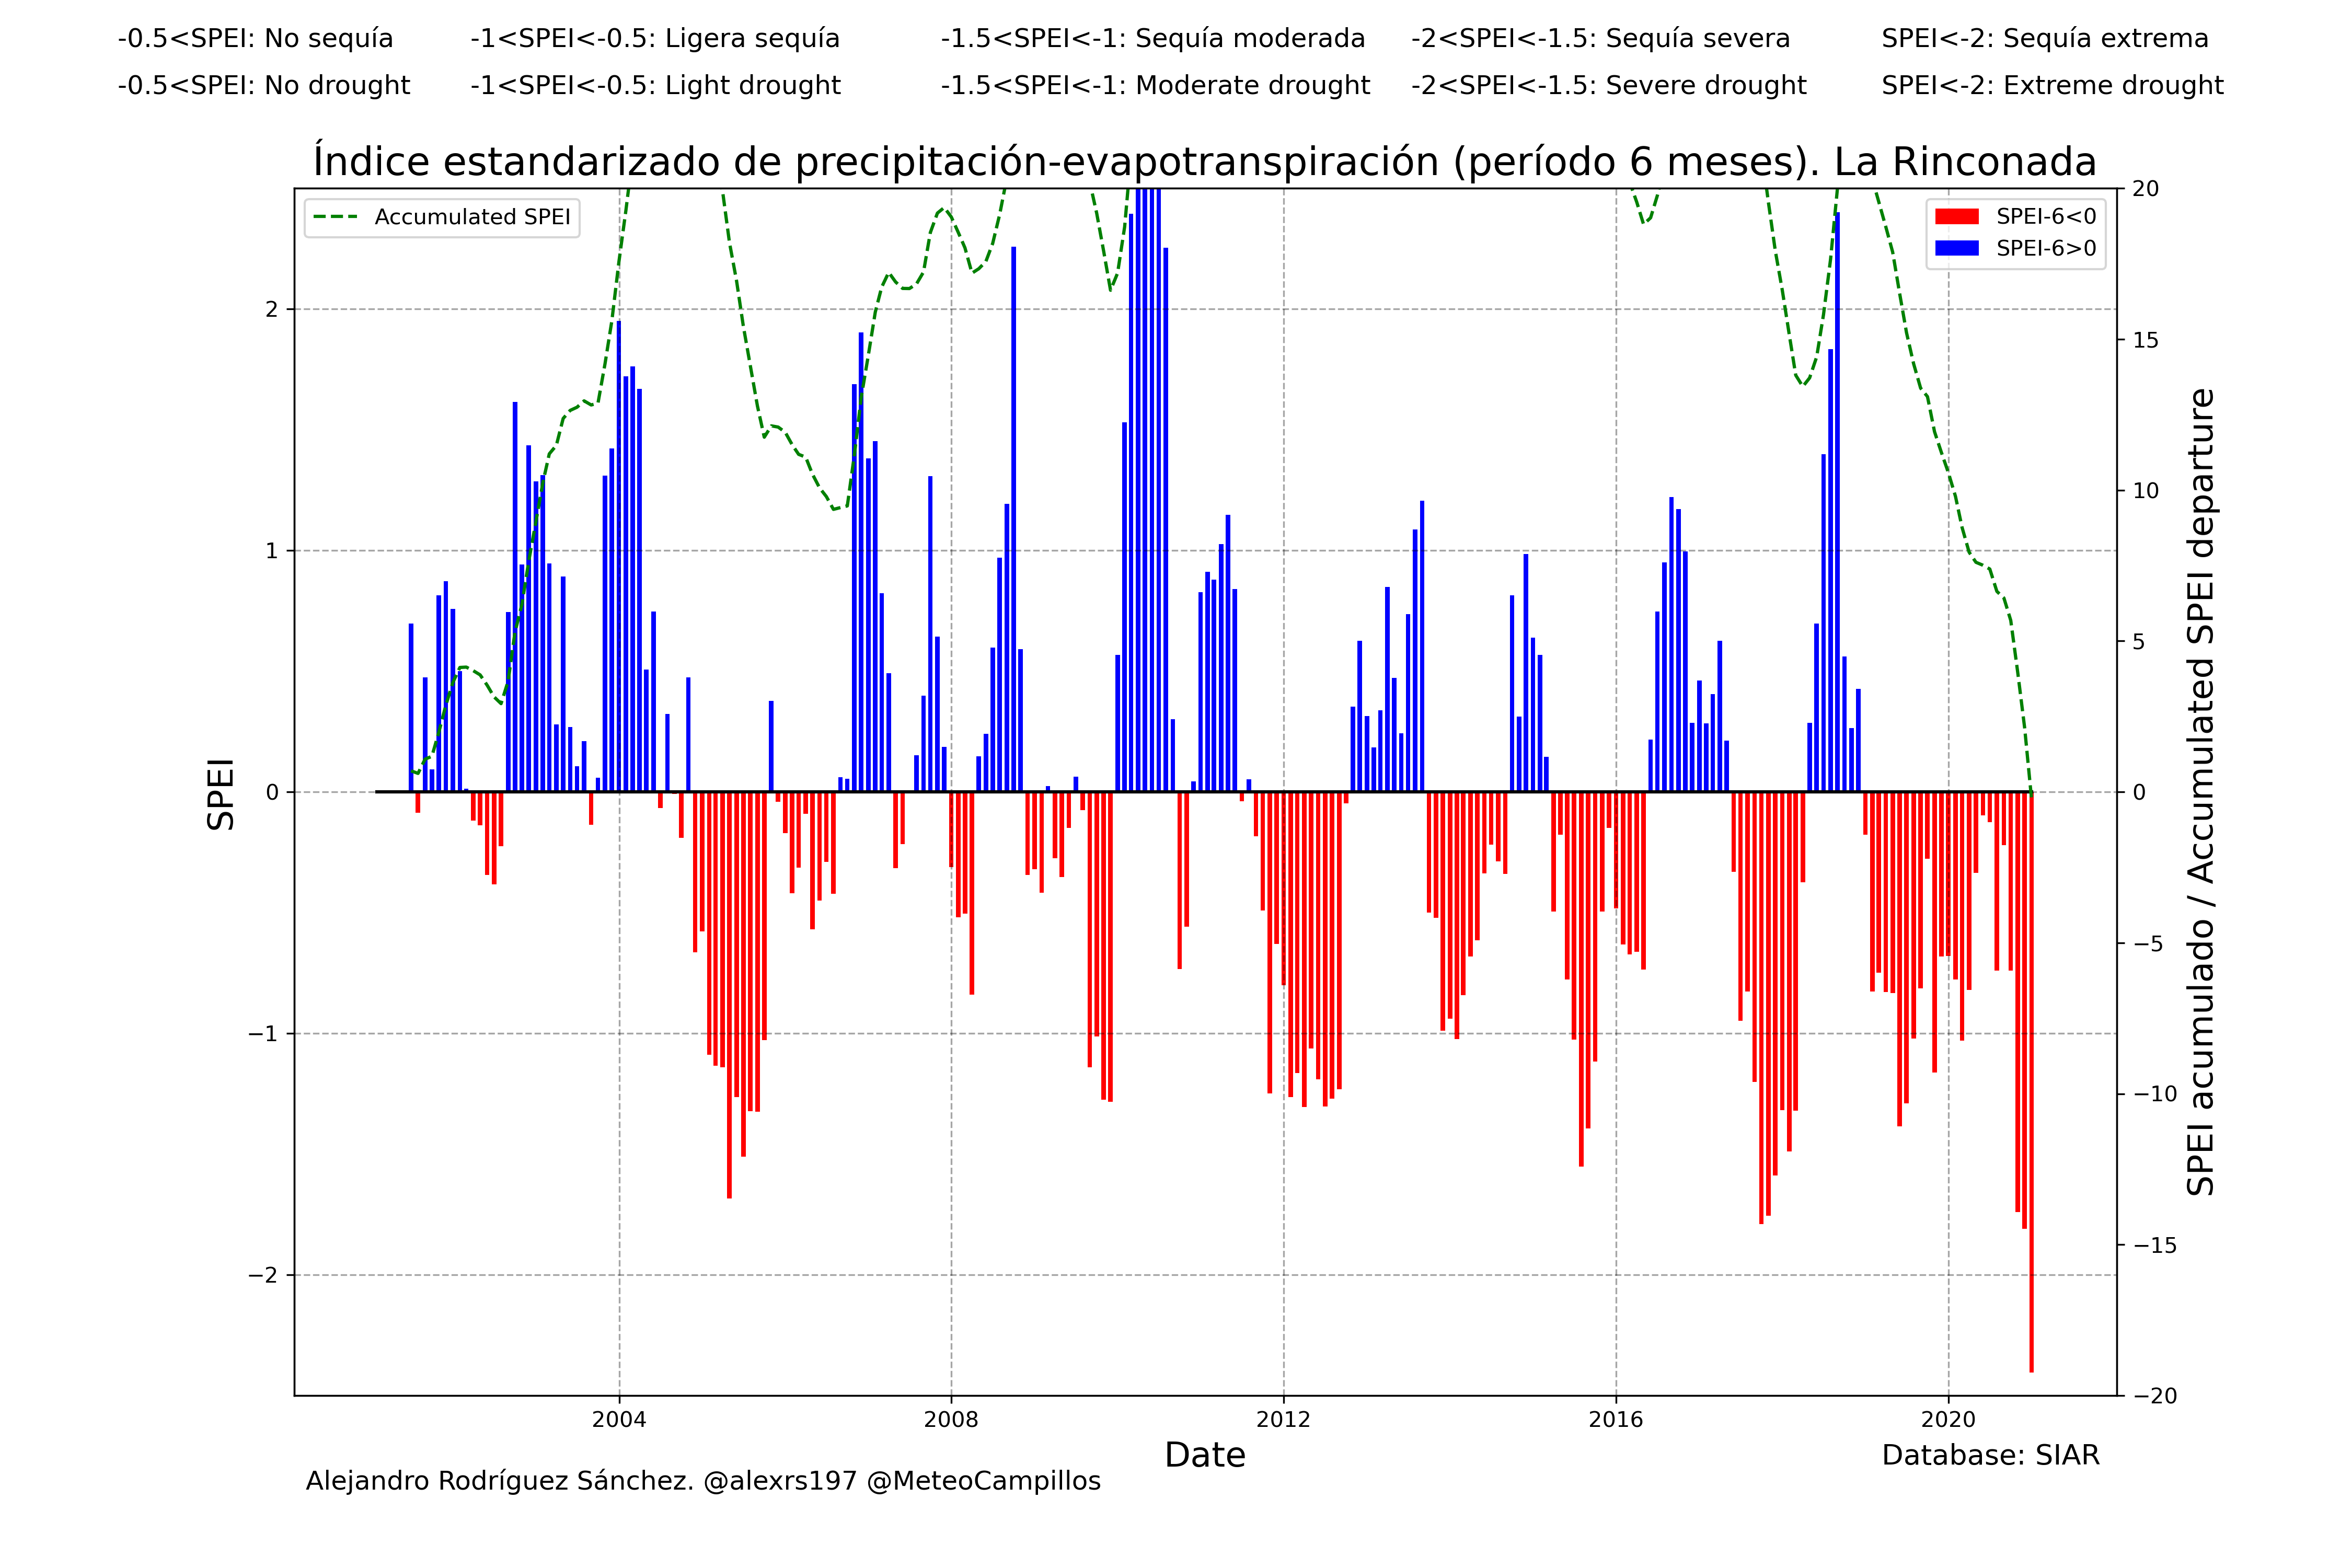 -0.5<SPEI: No sequía -1<SPEI<-0.5: Ligera sequía -1.5<SPEI<-1: Sequía moderada -2<SPEI<-1.5: Sequía severa SPEI<-2: Sequía extrema
-0.5<SPEI: No drought -1<SPEI<-0.5: Light drought -1.5<SPEI<-1: Moderate drought -2<SPEI<-1.5: Severe drought SPEI<-2: Extreme drought
Índice estandarizado de precipitación-evapotranspiración (período 6 meses). La Rinconada
Accumulated SPEI
SPEI-6<0
SPEI-6>0
SPEI
2
1
0
−1
−2
20
15
10
5
0
−5
−10
−15
−20
SPEI acumulado / Accumulated SPEI departure
2004 2008 2012 2016 2020
Date
Database: SIAR
Alejandro Rodríguez Sánchez. @alexrs197 @MeteoCampillos